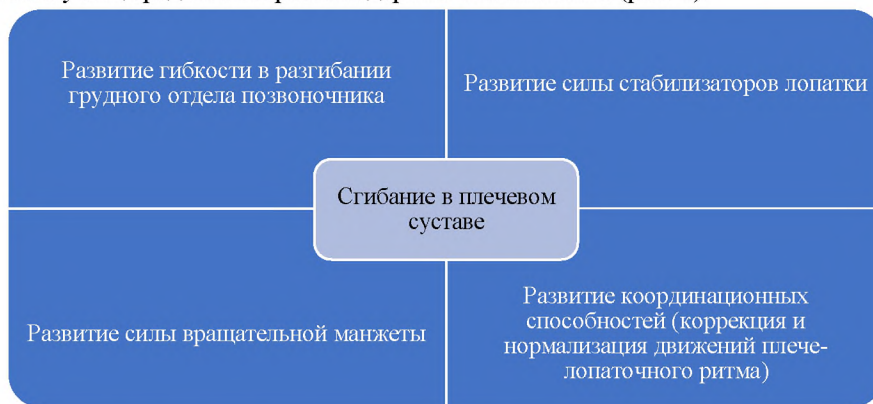 Развитие гибкости в разгибании
грудного отдела позвоночника
Развитие силы стабилизаторов лопатки
Сгибание в плечевом
суставе
Развитие силы вращательной манжеты
Развитие координационных
способностей (коррекция и
нормализация движений плече-
лопаточного ритма)